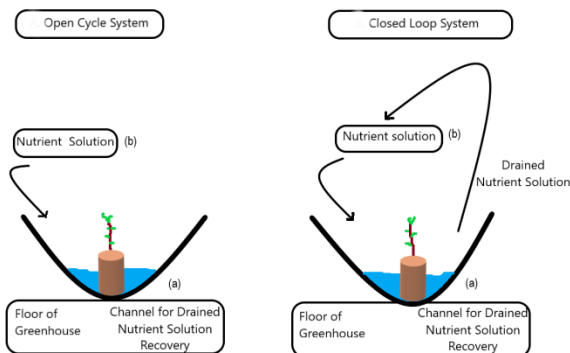 Open Cycle System
Closed Loop System
Nutrient Solution (b)
Nutrient solution (b)
Drained
Nutrient Solution
(a)
(a)
Floor of
Greenhouse
Channel for Drained
Nutrient Solution
Recovery
Floor of
Greenhouse
Channel for Drained
Nutrient Solution
Recovery